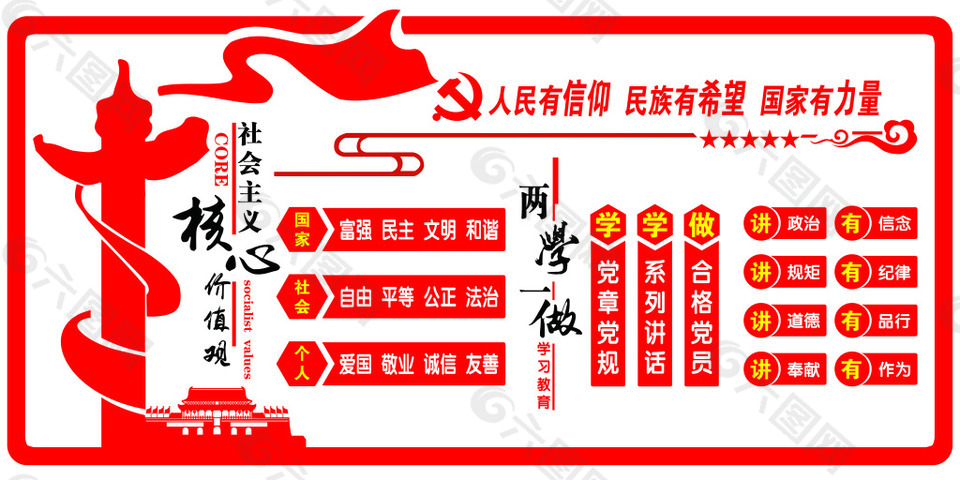 人民有信仰 民族有希望 国家有力量
社会主义
CORE
核心
价值观
socialist values
国家
富强 民主 文明 和谐
社会
自由 平等 公正 法治
个人
爱国 敬业 诚信 友善
两學一做
学习教育
学 党章党规
学 系列讲话
做 合格党员
讲 政治 有 信念
讲 规矩 有 纪律
讲 道德 有 品行
讲 奉献 有 作为
六图网